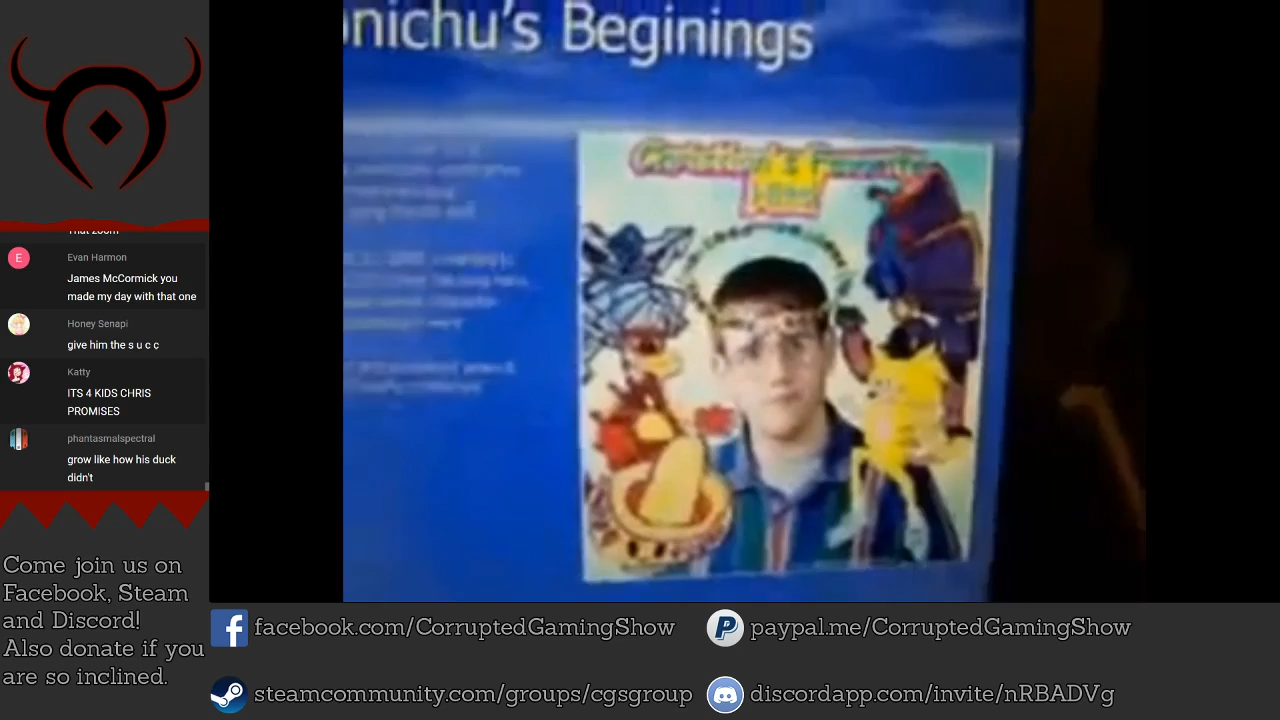 onichu's Beginings
That zoom
Evan Harmon
James McCormick you
made my day with that one
Honey Senapi
give him the s u c c
Katty
ITS 4 KIDS CHRIS
PROMISES
phantasmalspectral
grow like how his duck
didn't
Come join us on
Facebook, Steam
and Discord!
Also donate if you
are so inclined.
facebook.com/CorruptedGamingShow
paypal.me/CorruptedGamingShow
steamcommunity.com/groups/cgsgroup
discordapp.com/invite/nRBADVg